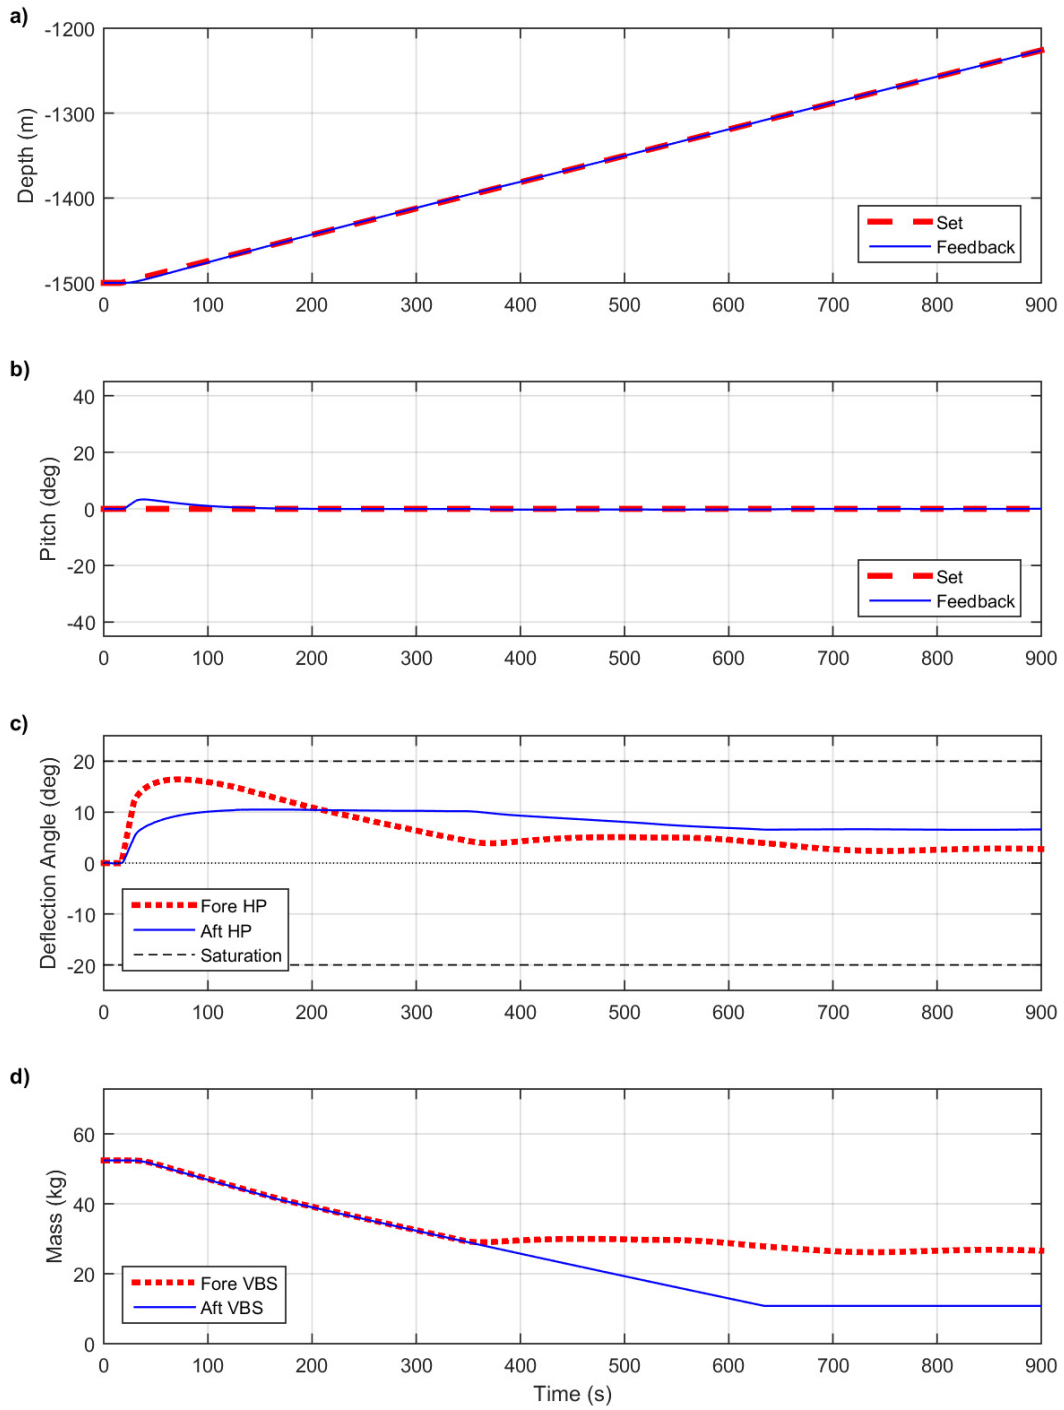 a)
-1200
-1300
-1400
-1500
Depth (m)
Set
Feedback
0 100 200 300 400 500 600 700 800 900
b)
40
20
0
-20
-40
Pitch (deg)
Set
Feedback
0 100 200 300 400 500 600 700 800 900
c)
20
10
0
-10
-20
Deflection Angle (deg)
Fore HP
Aft HP
Saturation
0 100 200 300 400 500 600 700 800 900
d)
60
40
20
0
Mass (kg)
Fore VBS
Aft VBS
0 100 200 300 400 500 600 700 800 900
Time (s)